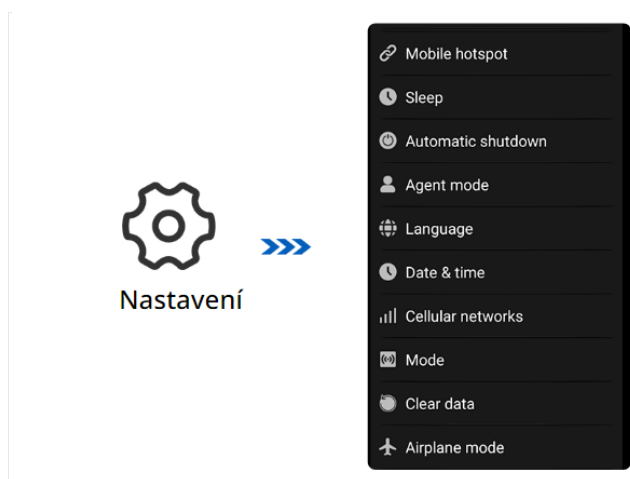 Nastavení
Mobile hotspot
Sleep
Automatic shutdown
Agent mode
Language
Date & time
Cellular networks
Mode
Clear data
Airplane mode